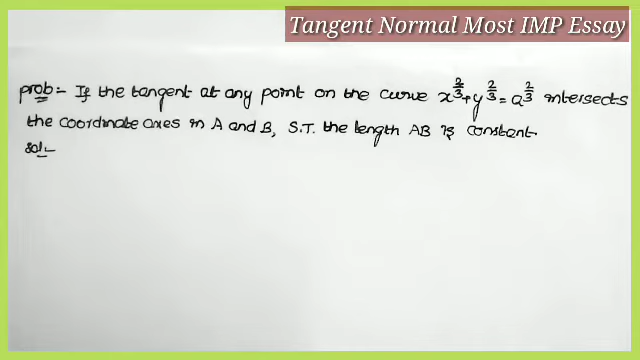 Tangent Normal Most IMP Essay
prob:- If the tangent at any point on the curve x^{2/3}+y^{2/3}=a^{2/3} intersects
the coordinate axes in A and B, S.T. the length AB is constant.
Sol:-